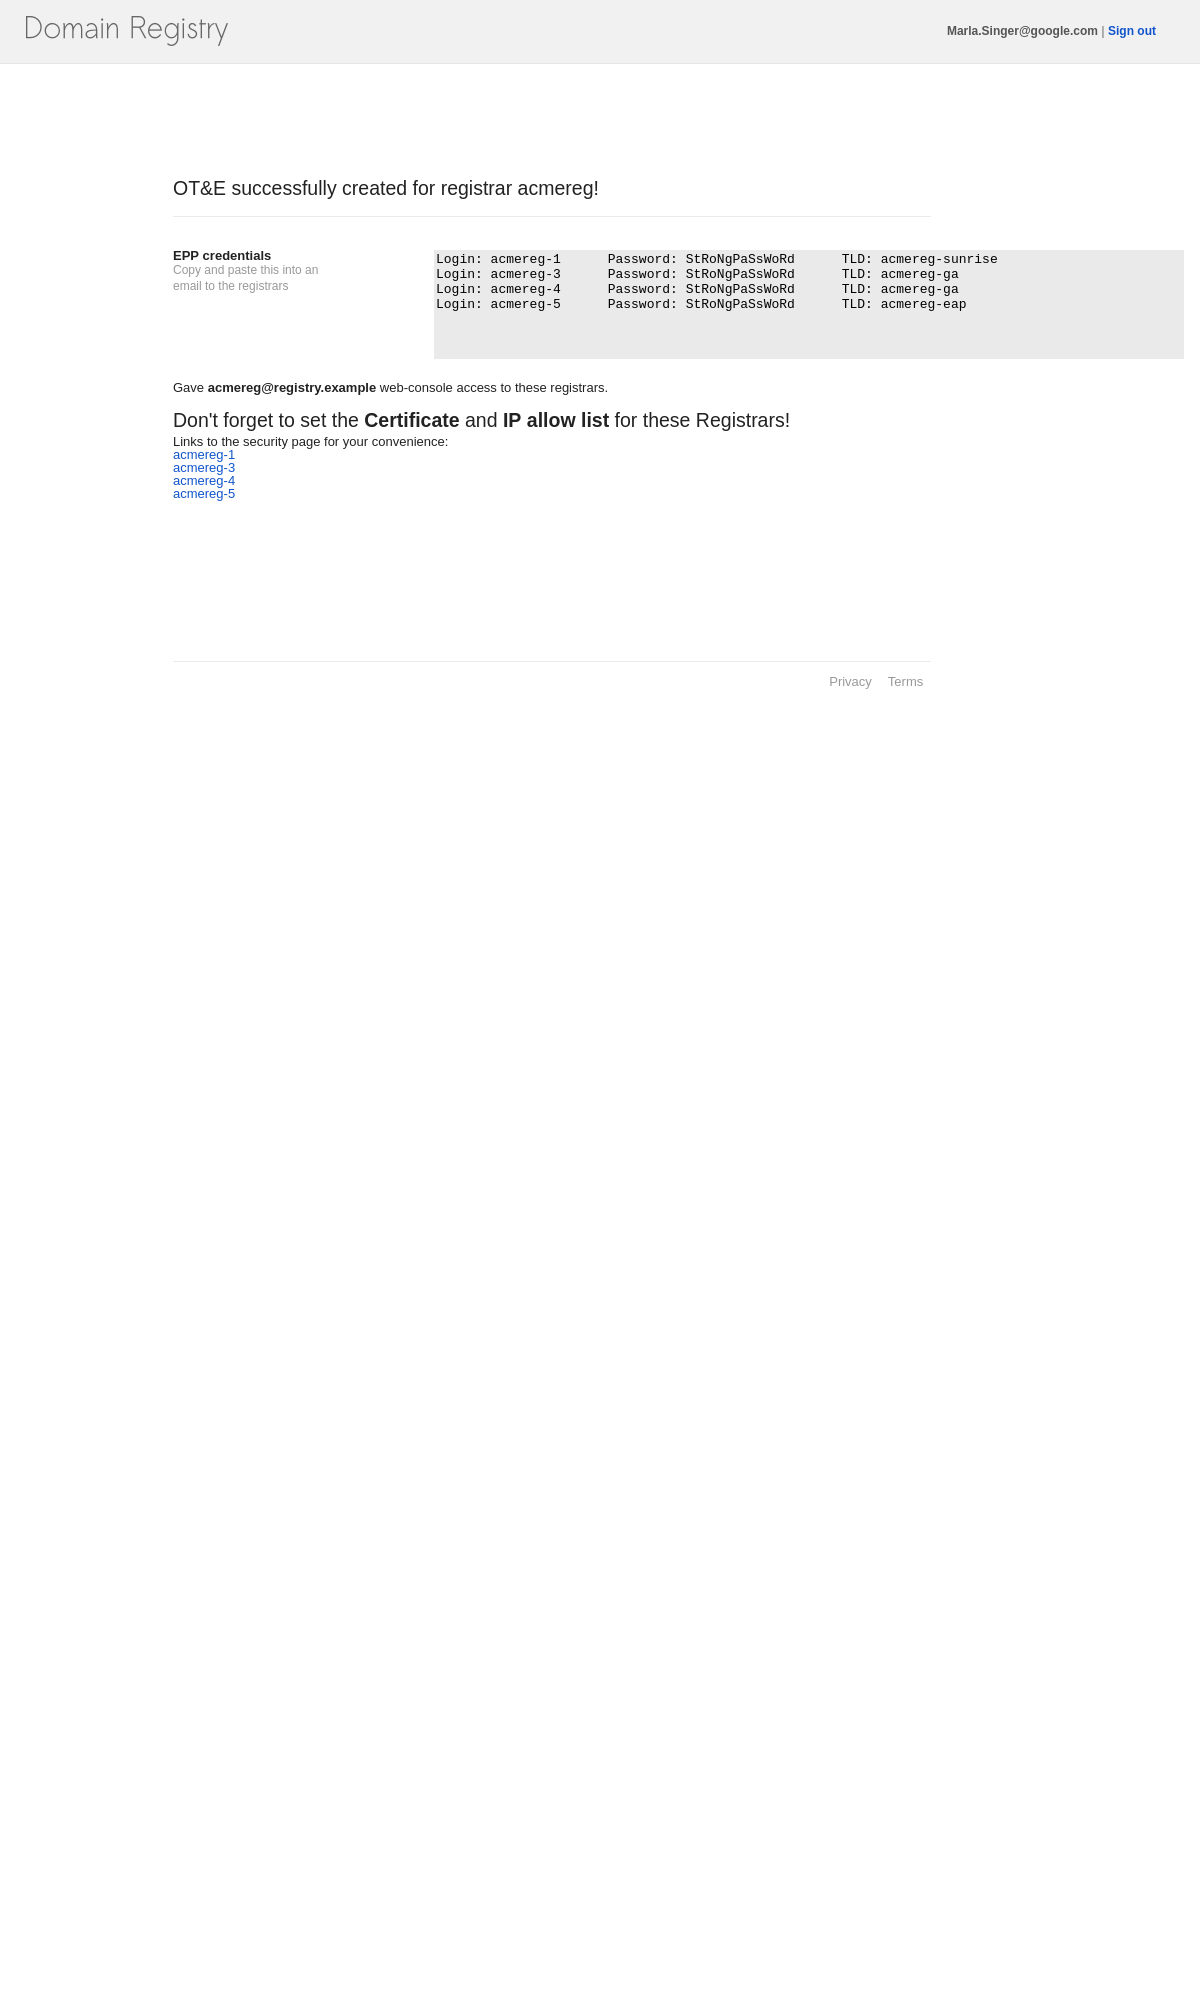 Domain Registry
Marla.Singer@google.com | Sign out
OT&E successfully created for registrar acmereg!
EPP credentials
Copy and paste this into an
email to the registrars
Login: acmereg-1      Password: StRoNgPaSsWoRd      TLD: acmereg-sunrise
Login: acmereg-3      Password: StRoNgPaSsWoRd      TLD: acmereg-ga
Login: acmereg-4      Password: StRoNgPaSsWoRd      TLD: acmereg-ga
Login: acmereg-5      Password: StRoNgPaSsWoRd      TLD: acmereg-eap
Gave acmereg@registry.example web-console access to these registrars.
Don't forget to set the Certificate and IP allow list for these Registrars!
Links to the security page for your convenience:
acmereg-1
acmereg-3
acmereg-4
acmereg-5
Privacy Terms